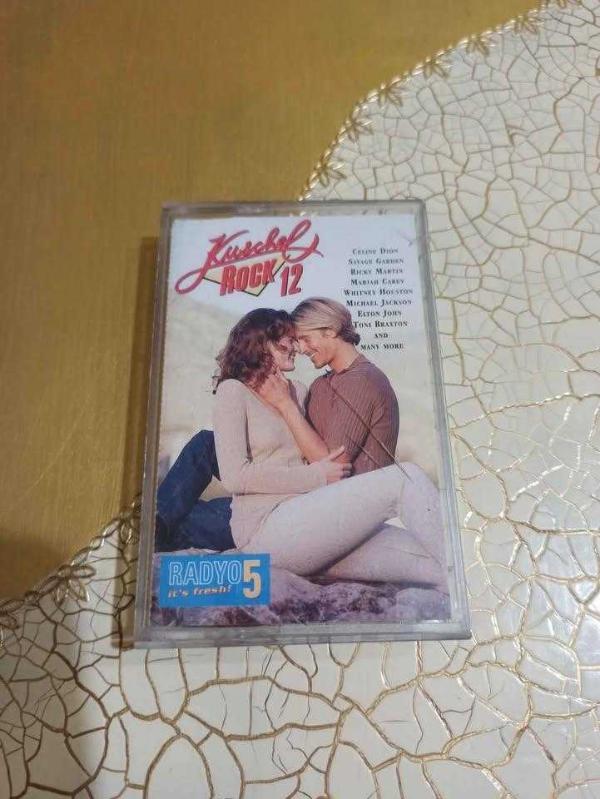 Kuschel
ROCK 12
CELINE DION
SAVAGE GARDEN
RICKY MARTIN
MARIAH CAREY
WHITNEY HOUSTON
MICHAEL JACKSON
ELTON JOHN
TONI BRAXTON
AND
MANY MORE
RADYO 5
it's fresh!